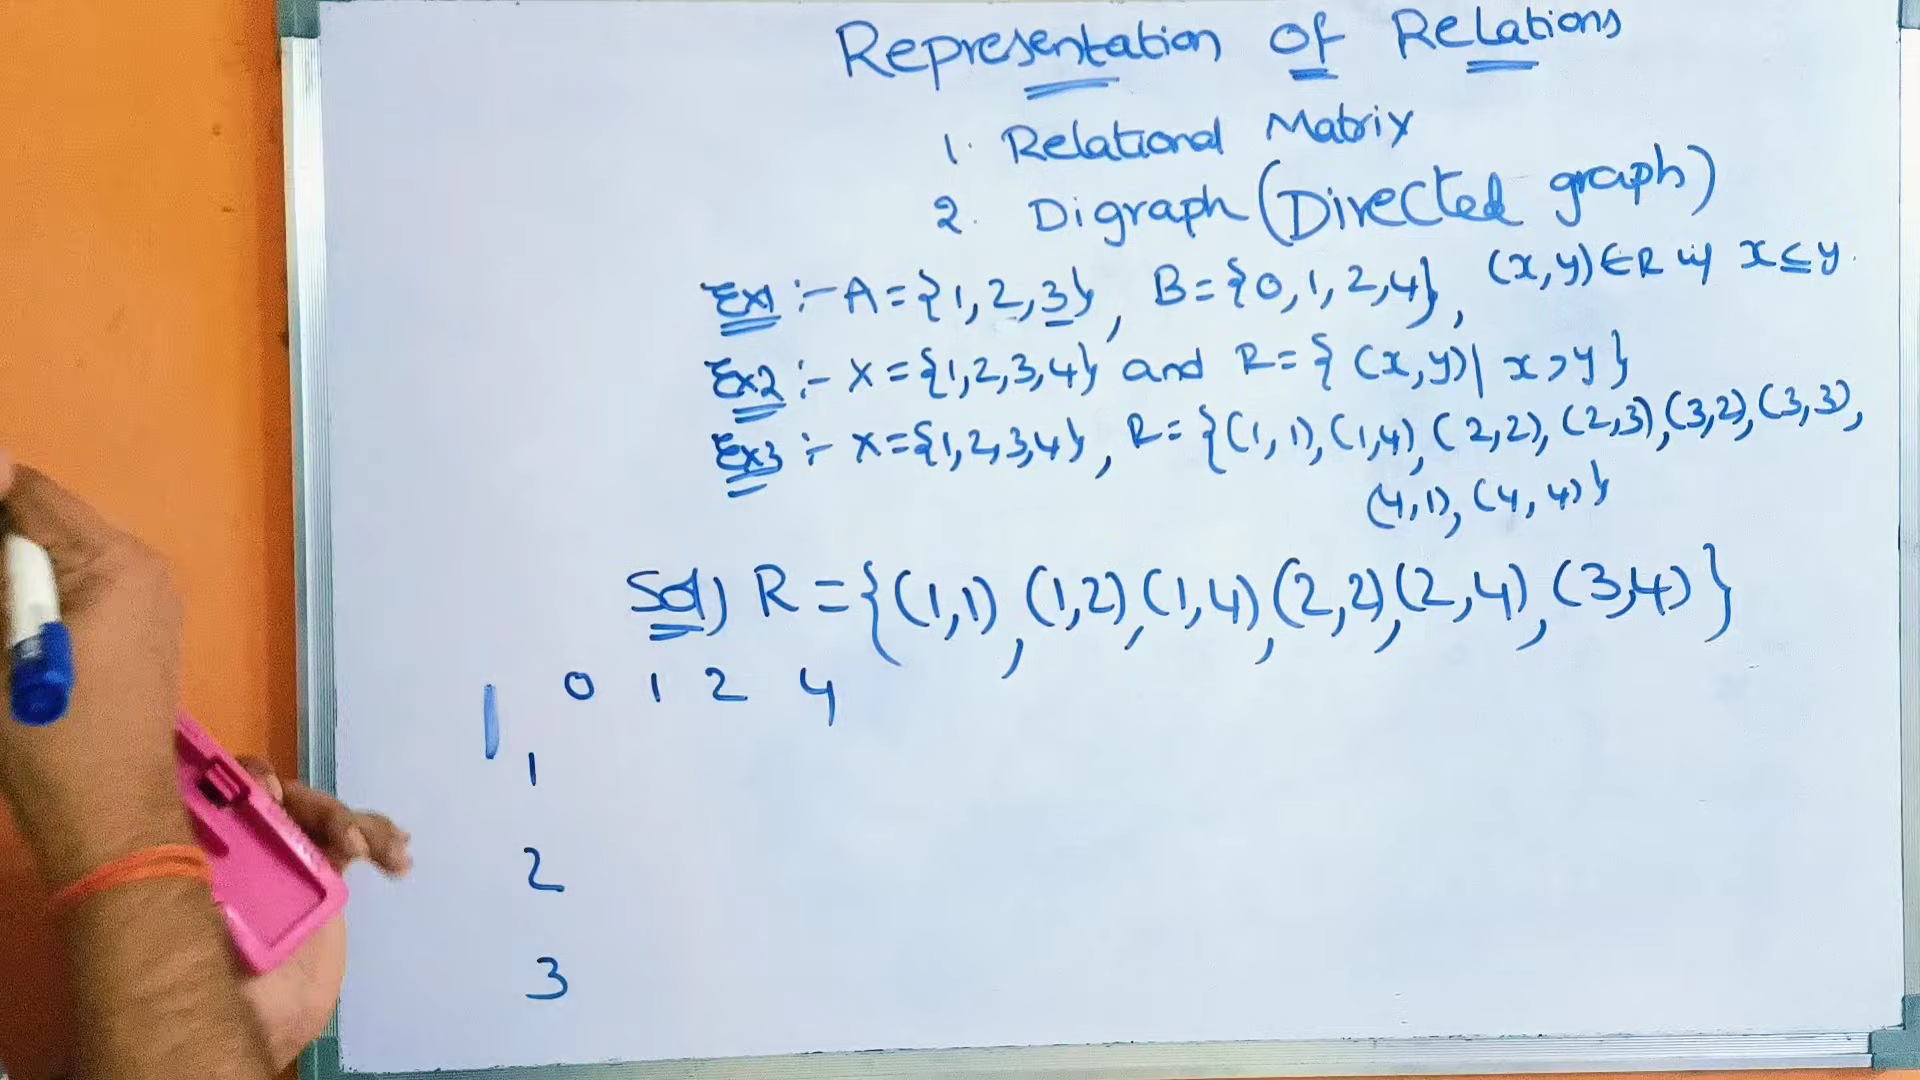 Representation of Relations
1. Relational Matrix
2. Digraph (Directed graph)
Ex1 :- A = {1, 2, 3}, B = {0, 1, 2, 4}, (x, y) ∈ R iff x ≤ y.
Ex2 :- X = {1, 2, 3, 4} and R = { (x, y) | x > y }
Ex3 :- X = {1, 2, 3, 4}, R = {(1, 1), (1, 4), (2, 2), (2, 3), (3, 2), (3, 3),
(4, 1), (4, 4)}
Sol) R = {(1, 1), (1, 2), (1, 4), (2, 2), (2, 4), (3, 4)}
0 1 2 4
1
2
3